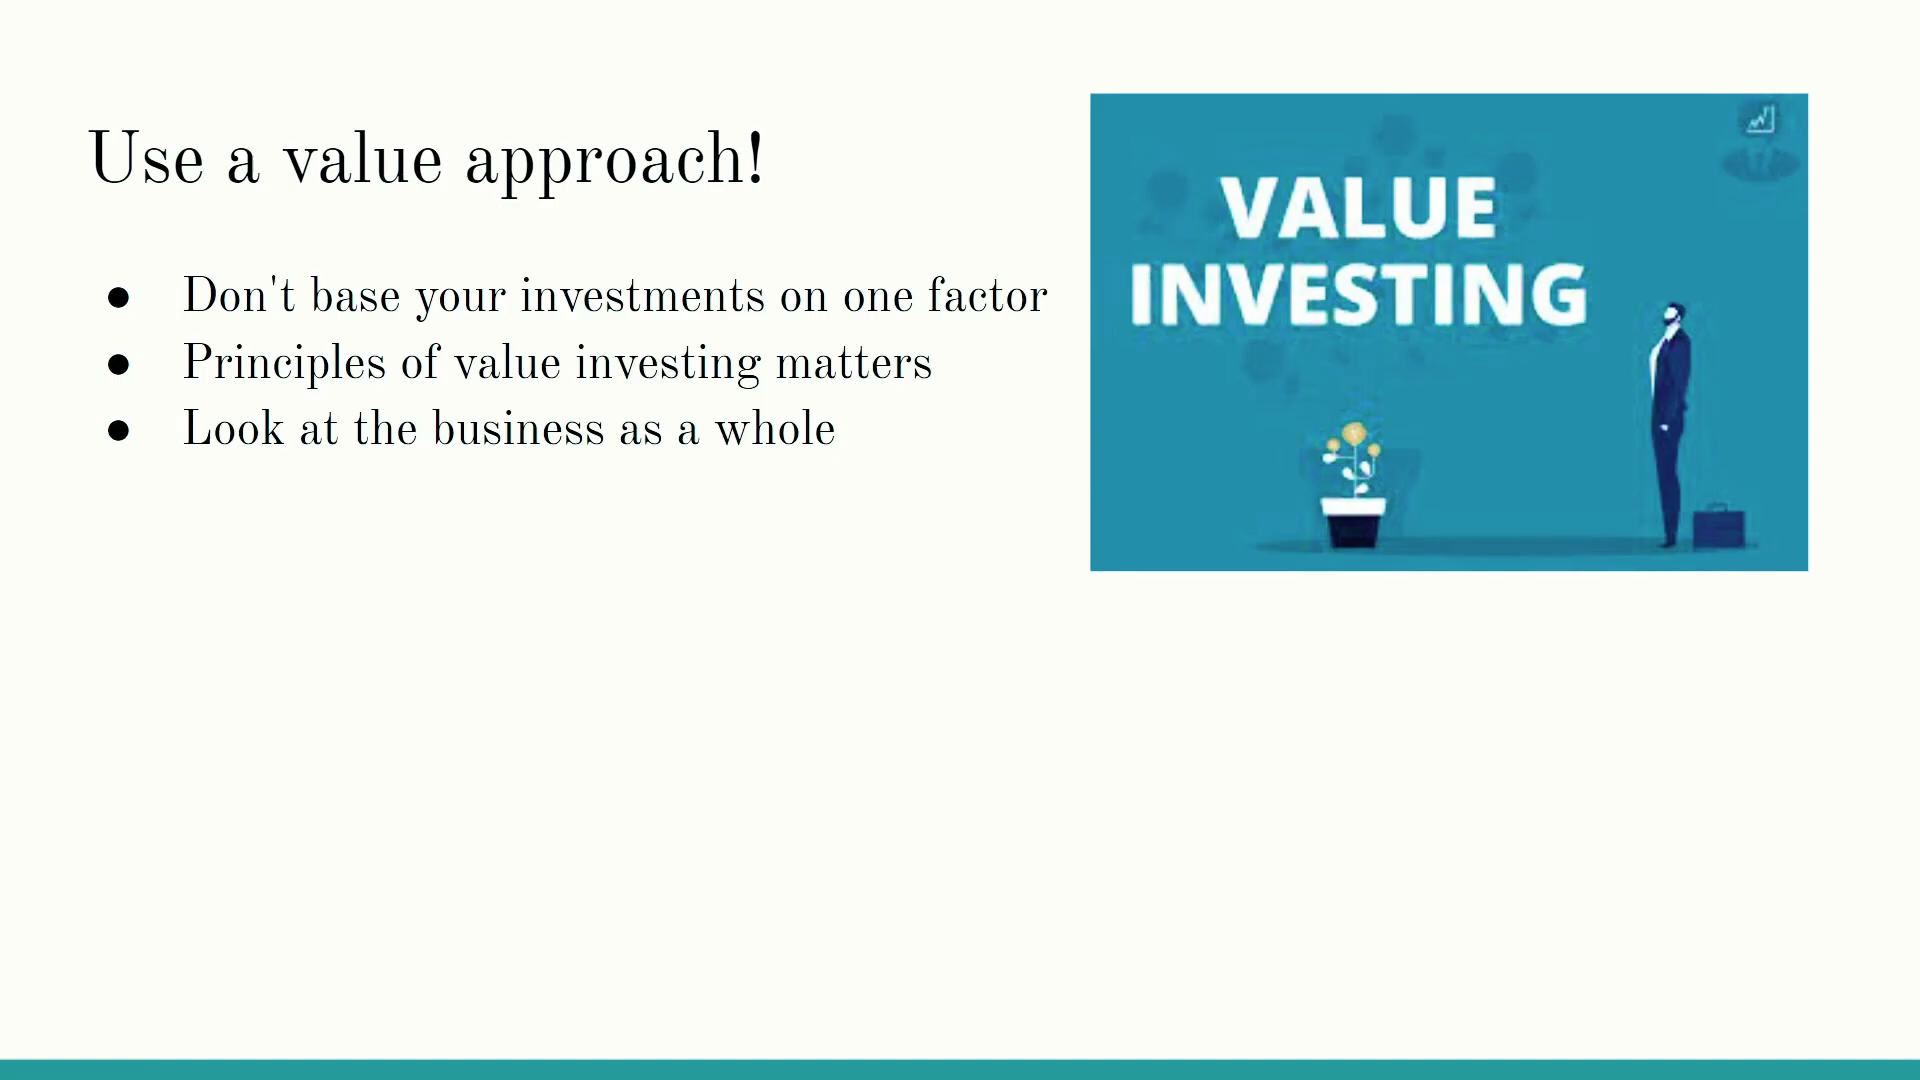 Use a value approach!
● Don't base your investments on one factor
● Principles of value investing matters
● Look at the business as a whole
VALUE
INVESTING